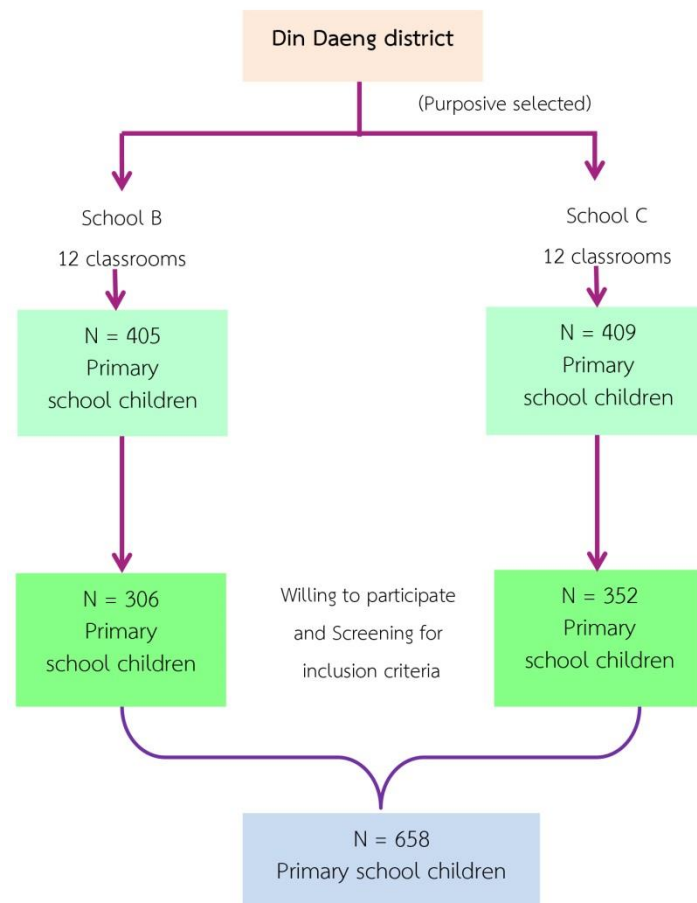 Din Daeng district
(Purposive selected)
School B
12 classrooms
School C
12 classrooms
N = 405
Primary
school children
N = 409
Primary
school children
N = 306
Primary
school children
Willing to participate
and Screening for
inclusion criteria
N = 352
Primary
school children
N = 658
Primary school children